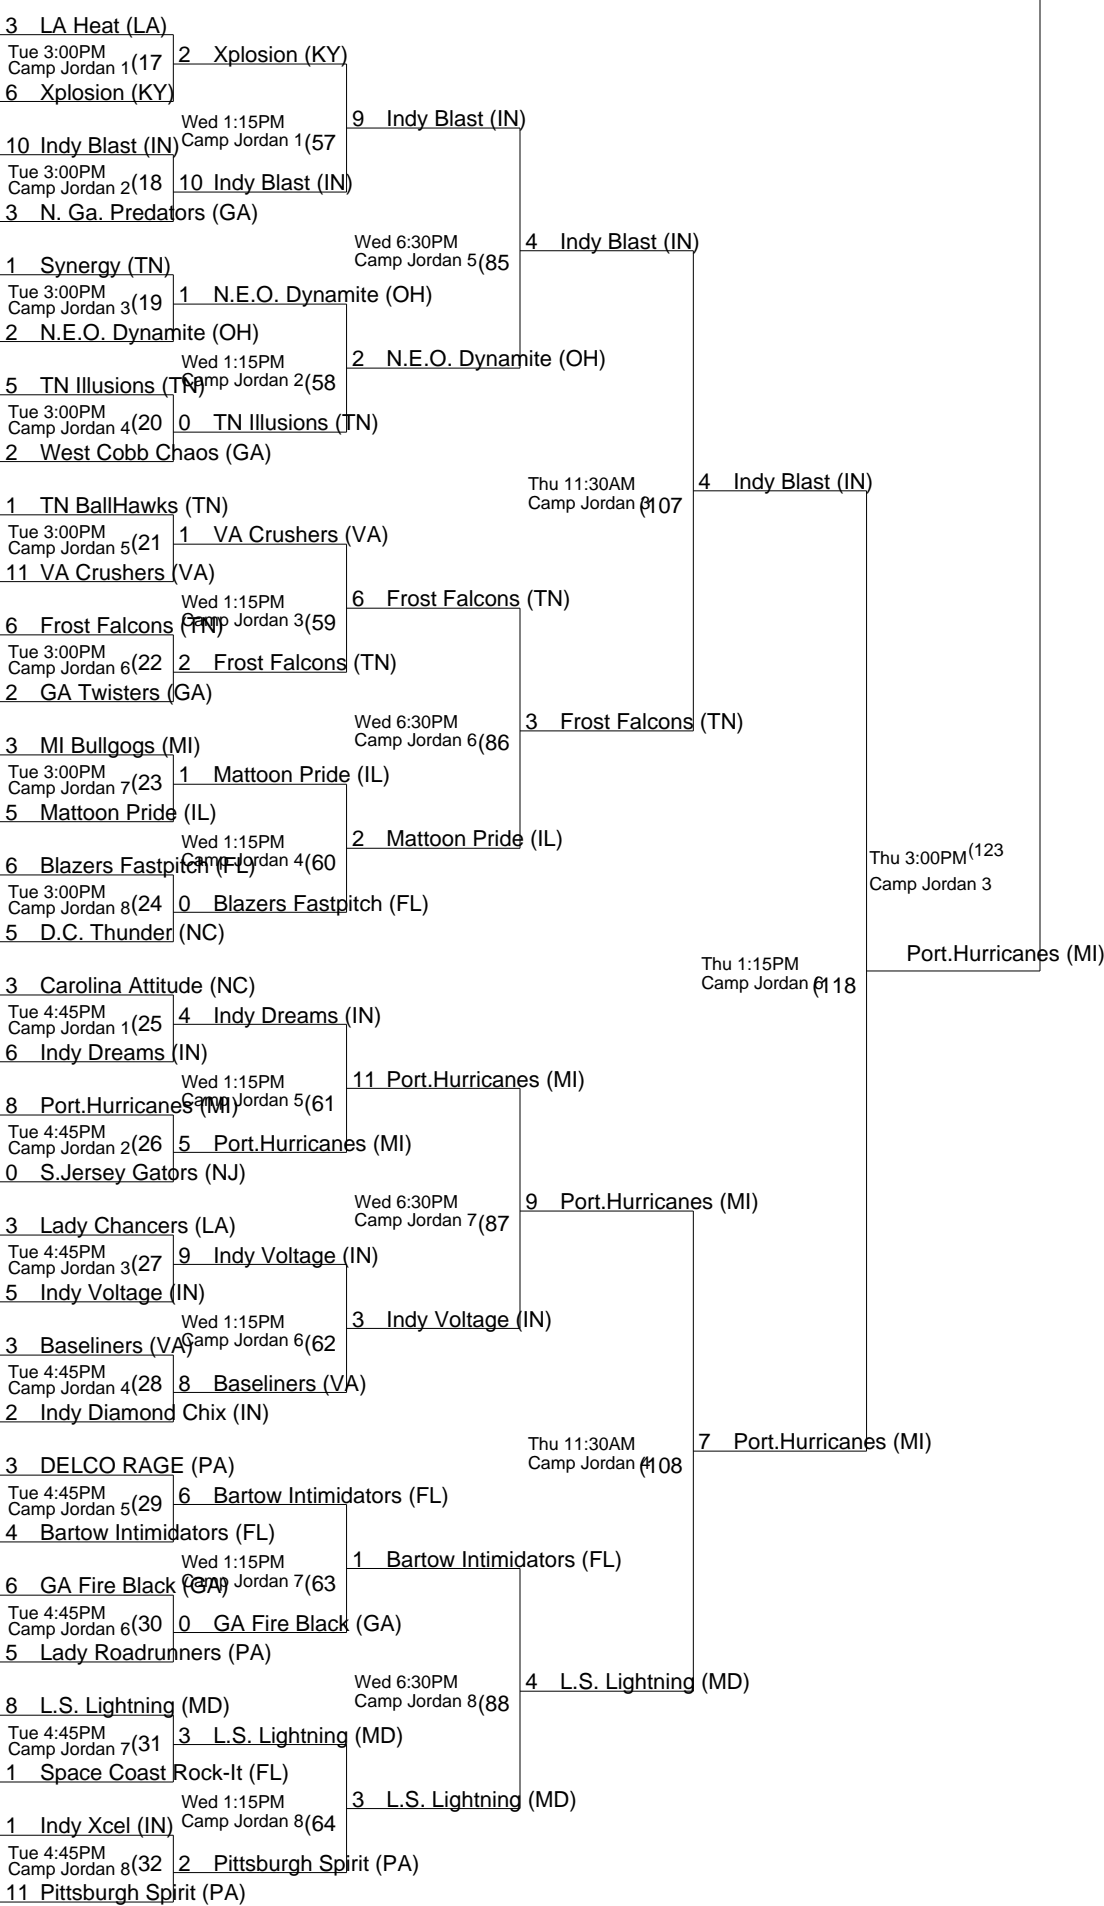 3 LA Heat (LA)
Tue 3:00PM
Camp Jordan 1(17
2 Xplosion (KY)
6 Xplosion (KY)
Wed 1:15PM
Camp Jordan 1(57
9 Indy Blast (IN)
10 Indy Blast (IN)
Tue 3:00PM
Camp Jordan 2(18
10 Indy Blast (IN)
3 N. Ga. Predators (GA)
Wed 6:30PM
Camp Jordan 5(85
4 Indy Blast (IN)
1 Synergy (TN)
Tue 3:00PM
Camp Jordan 3(19
1 N.E.O. Dynamite (OH)
2 N.E.O. Dynamite (OH)
Wed 1:15PM
Camp Jordan 2(58
2 N.E.O. Dynamite (OH)
5 TN Illusions (TN)
Tue 3:00PM
Camp Jordan 4(20
0 TN Illusions (TN)
2 West Cobb Chaos (GA)
Thu 11:30AM
Camp Jordan 3(107
4 Indy Blast (IN)
1 TN BallHawks (TN)
Tue 3:00PM
Camp Jordan 5(21
1 VA Crushers (VA)
11 VA Crushers (VA)
Wed 1:15PM
Camp Jordan 3(59
6 Frost Falcons (TN)
6 Frost Falcons (TN)
Tue 3:00PM
Camp Jordan 6(22
2 Frost Falcons (TN)
2 GA Twisters (GA)
Wed 6:30PM
Camp Jordan 6(86
3 Frost Falcons (TN)
3 MI Bullgogs (MI)
Tue 3:00PM
Camp Jordan 7(23
1 Mattoon Pride (IL)
5 Mattoon Pride (IL)
Wed 1:15PM
Camp Jordan 4(60
2 Mattoon Pride (IL)
6 Blazers Fastpitch (FL)
Tue 3:00PM
Camp Jordan 8(24
0 Blazers Fastpitch (FL)
5 D.C. Thunder (NC)
Thu 3:00PM(123
Camp Jordan 3
Port.Hurricanes (MI)
Thu 1:15PM
Camp Jordan 6(118
3 Carolina Attitude (NC)
Tue 4:45PM
Camp Jordan 1(25
4 Indy Dreams (IN)
6 Indy Dreams (IN)
Wed 1:15PM
Camp Jordan 5(61
11 Port.Hurricanes (MI)
8 Port.Hurricanes (MI)
Tue 4:45PM
Camp Jordan 2(26
5 Port.Hurricanes (MI)
0 S.Jersey Gators (NJ)
Wed 6:30PM
Camp Jordan 7(87
9 Port.Hurricanes (MI)
3 Lady Chancers (LA)
Tue 4:45PM
Camp Jordan 3(27
9 Indy Voltage (IN)
5 Indy Voltage (IN)
Wed 1:15PM
Camp Jordan 6(62
3 Indy Voltage (IN)
3 Baseliners (VA)
Tue 4:45PM
Camp Jordan 4(28
8 Baseliners (VA)
2 Indy Diamond Chix (IN)
Thu 11:30AM
Camp Jordan 4(108
7 Port.Hurricanes (MI)
3 DELCO RAGE (PA)
Tue 4:45PM
Camp Jordan 5(29
6 Bartow Intimidators (FL)
4 Bartow Intimidators (FL)
Wed 1:15PM
Camp Jordan 7(63
1 Bartow Intimidators (FL)
6 GA Fire Black (GA)
Tue 4:45PM
Camp Jordan 6(30
0 GA Fire Black (GA)
5 Lady Roadrunners (PA)
Wed 6:30PM
Camp Jordan 8(88
4 L.S. Lightning (MD)
8 L.S. Lightning (MD)
Tue 4:45PM
Camp Jordan 7(31
3 L.S. Lightning (MD)
1 Space Coast Rock-It (FL)
Wed 1:15PM
Camp Jordan 8(64
3 L.S. Lightning (MD)
1 Indy Xcel (IN)
Tue 4:45PM
Camp Jordan 8(32
2 Pittsburgh Spirit (PA)
11 Pittsburgh Spirit (PA)